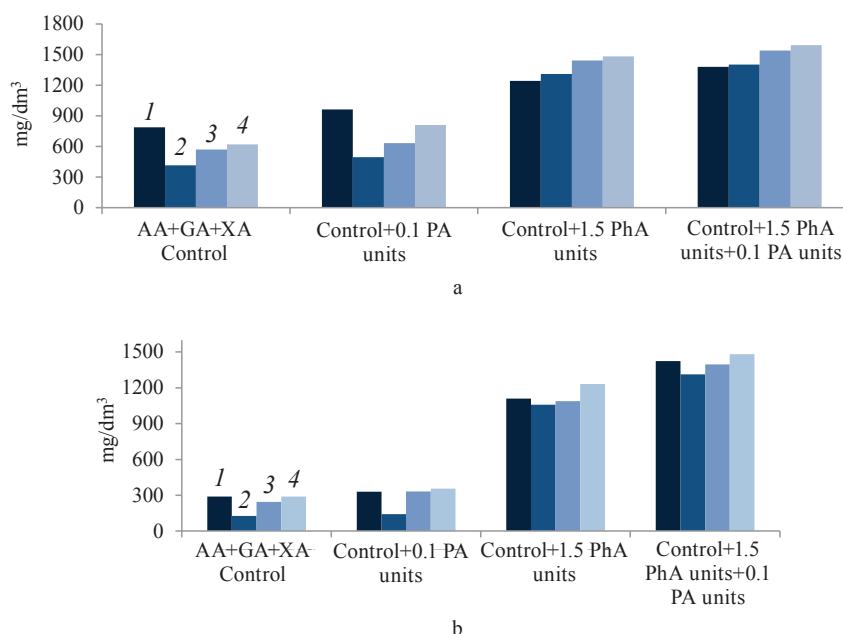 1800
1500
1200
900
600
300
0
mg/dm³
1
2
3
4
AA+GA+XA
Control
Control+0.1 PA
units
Control+1.5 PhA
units
Control+1.5 PhA
units+0.1 PA units
a
1500
1200
900
600
300
0
mg/dm³
1
2
3
4
AA+GA+XA
Control
Control+0.1 PA
units
Control+1.5 PhA
units
Control+1.5
PhA units+0.1
PA units
b